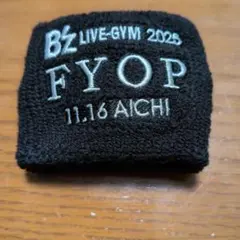 B'z LIVE-GYM 2025
FYOP
11.16 AICHI